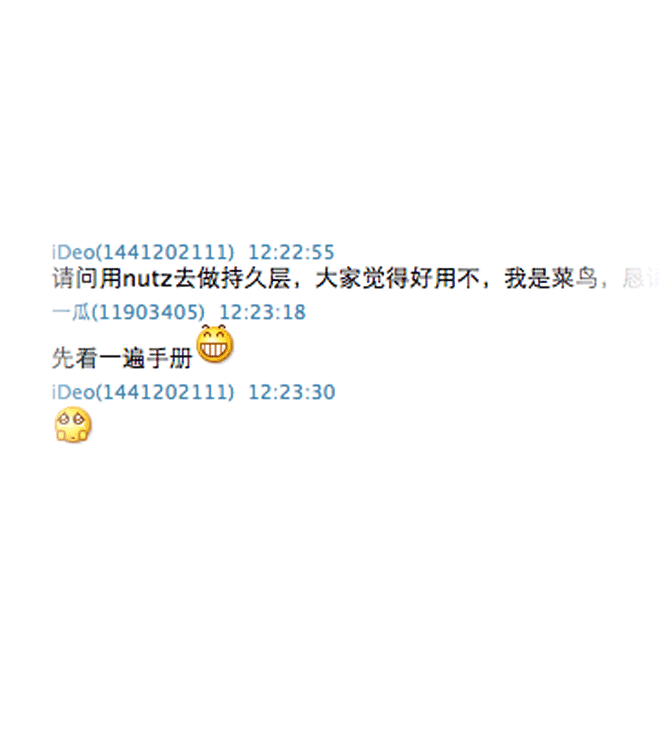 iDeo(1441202111) 12:22:55
请问用nutz去做持久层，大家觉得好用不，我是菜鸟，恳
一瓜(11903405) 12:23:18
先看一遍手册
iDeo(1441202111) 12:23:30